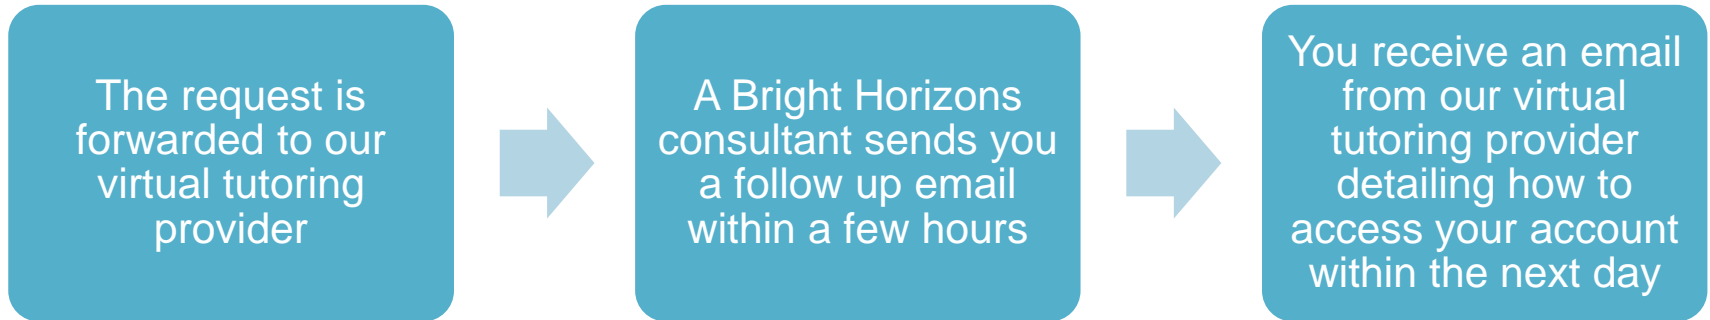 The request is
forwarded to our
virtual tutoring
provider
A Bright Horizons
consultant sends you
a follow up email
within a few hours
You receive an email
from our virtual
tutoring provider
detailing how to
access your account
within the next day